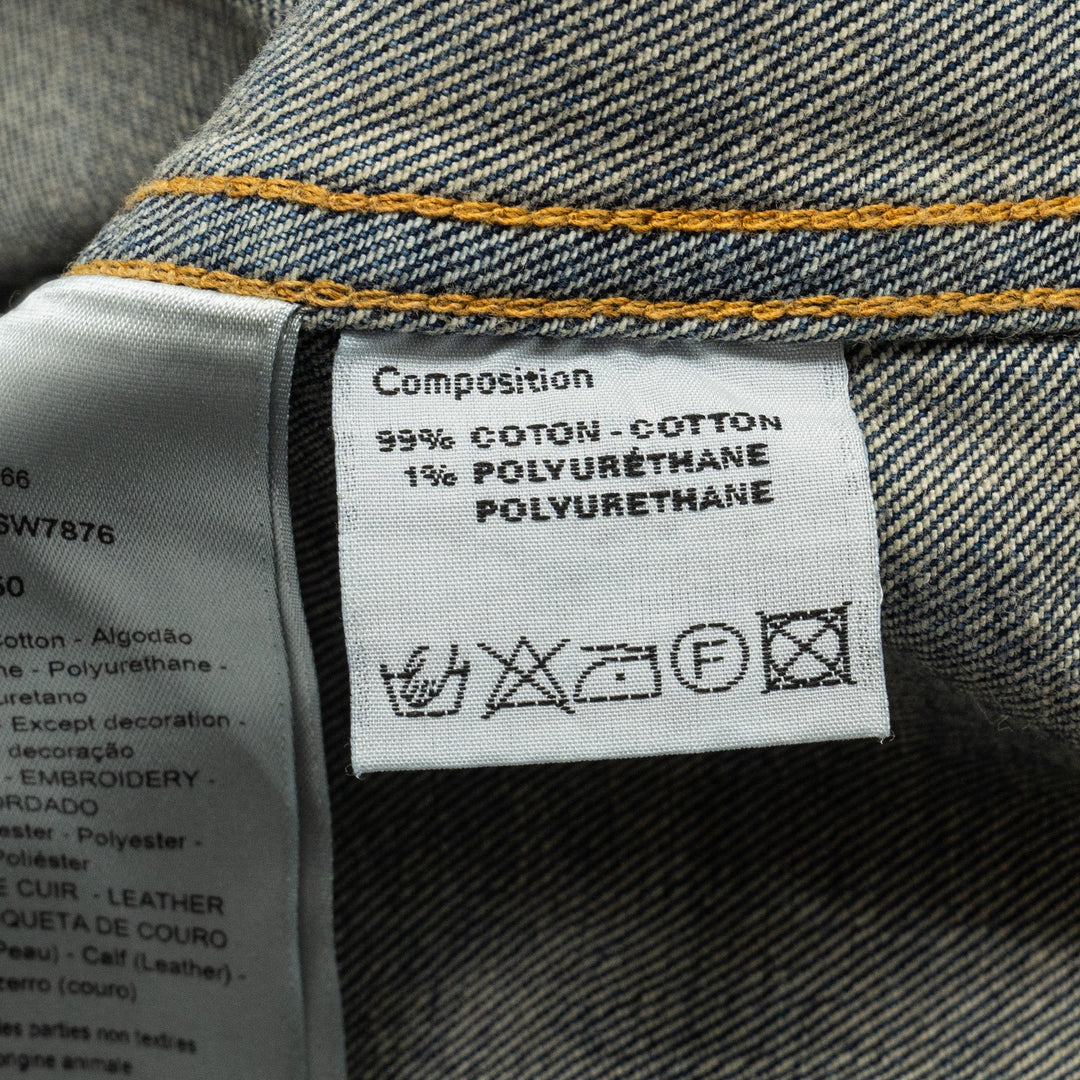 66
SW7876
50
Cotton - Algodão
ne - Polyurethane -
uretano
Except decoration -
decoração
- EMBROIDERY -
ORDADO
ester - Polyester -
Poliéster
E CUIR - LEATHER
QUETA DE COURO
Peau) - Calf (Leather) -
zerro (couro)
des parties non textiles
origine animale
Composition
99% COTON - COTTON
1% POLYURÉTHANE
POLYURETHANE
F